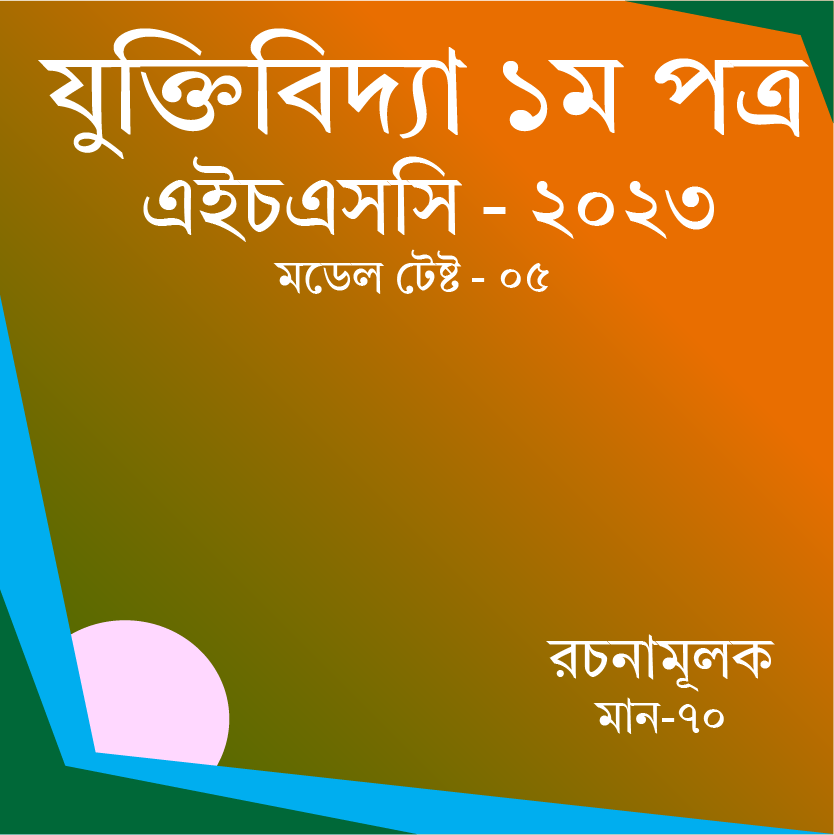 যুক্তিবিদ্যা ১ম পত্র
এইচএসসি - ২০২৩
মডেল টেষ্ট - ০৫
রচনামূলক
মান-৭০